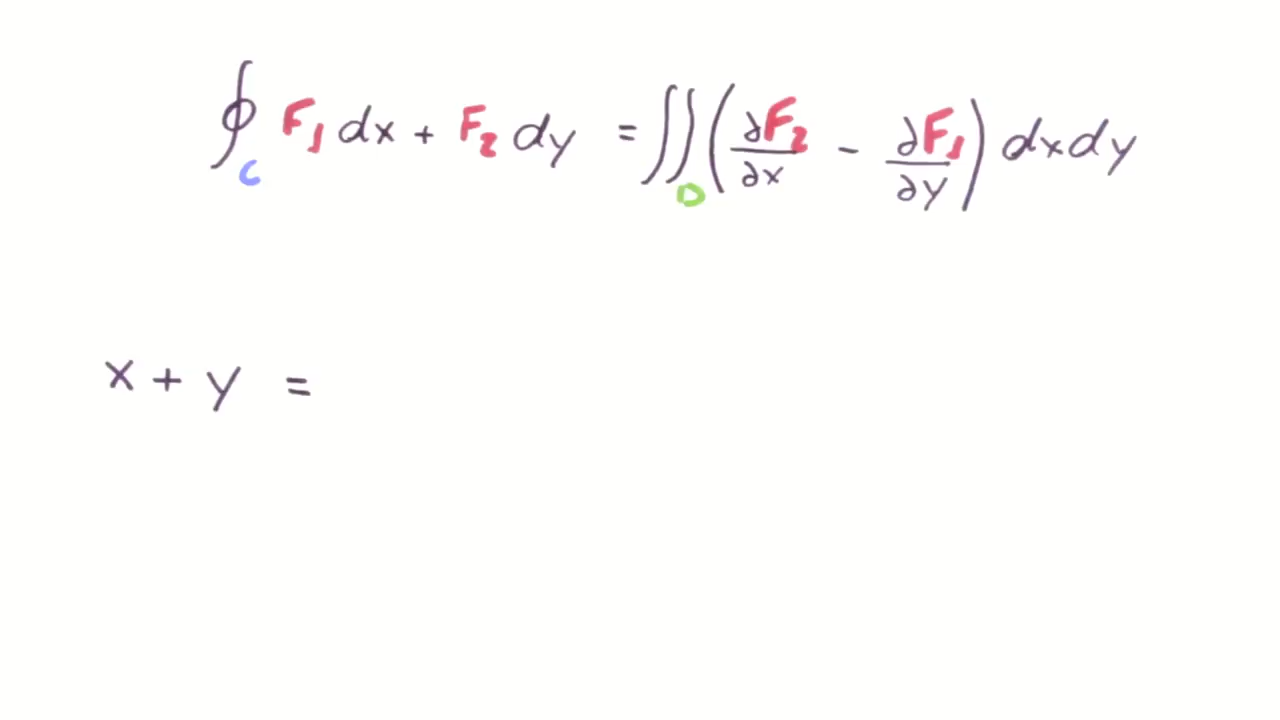 ∮_C F₁ dx + F₂ dy = ∬_D (∂F₂/∂x - ∂F₁/∂y) dxdy
x + y =